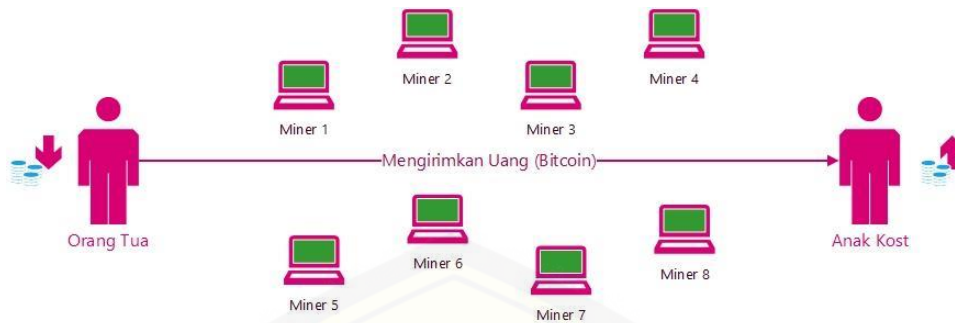 Miner 2
Miner 4
Miner 1
Miner 3
Mengirimkan Uang (Bitcoin)
Orang Tua
Anak Kost
Miner 6
Miner 8
Miner 5
Miner 7